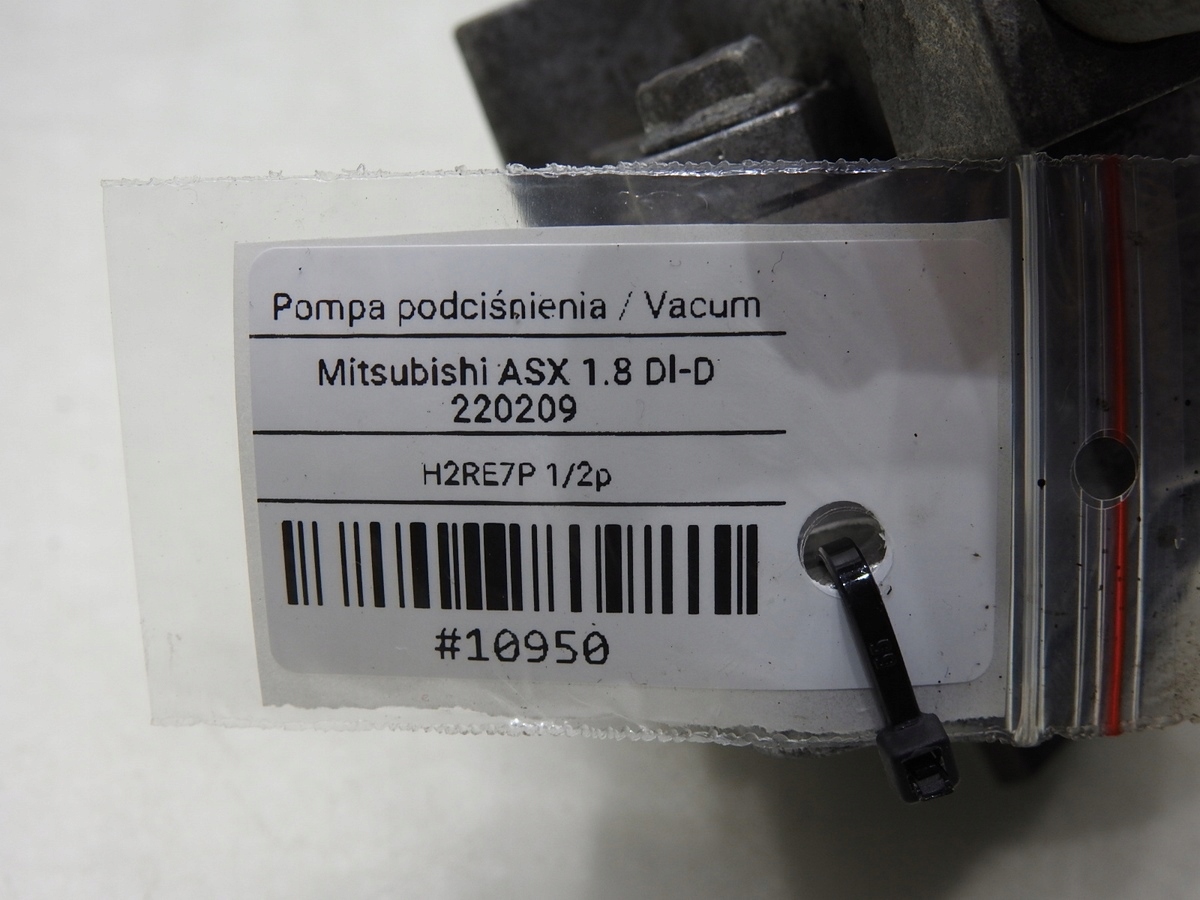 Pompa podciśnienia / Vacum
Mitsubishi ASX 1.8 DI-D
220209
H2RE7P 1/2p
#10950